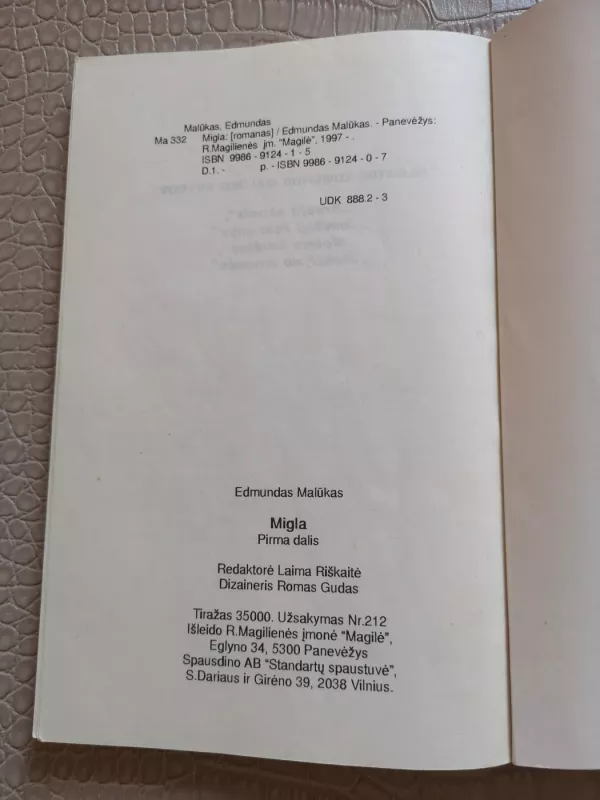 Malūkas, Edmundas
Ma 332 Migla: [romanas] / Edmundas Malūkas. - Panevėžys:
R.Magilienės įm. "Magilė", 1997 - .
ISBN 9986 - 9124 - 1 - 5
D.1. - p. - ISBN 9986 - 9124 - 0 - 7
UDK 888.2 - 3
Edmundas Malūkas
Migla
Pirma dalis
Redaktorė Laima Riškaitė
Dizaineris Romas Gudas
Tiražas 35000. Užsakymas Nr.212
Išleido R.Magilienės įmonė "Magilė",
Eglyno 34, 5300 Panevėžys
Spausdino AB "Standartų spaustuvė",
S.Dariaus ir Girėno 39, 2038 Vilnius.